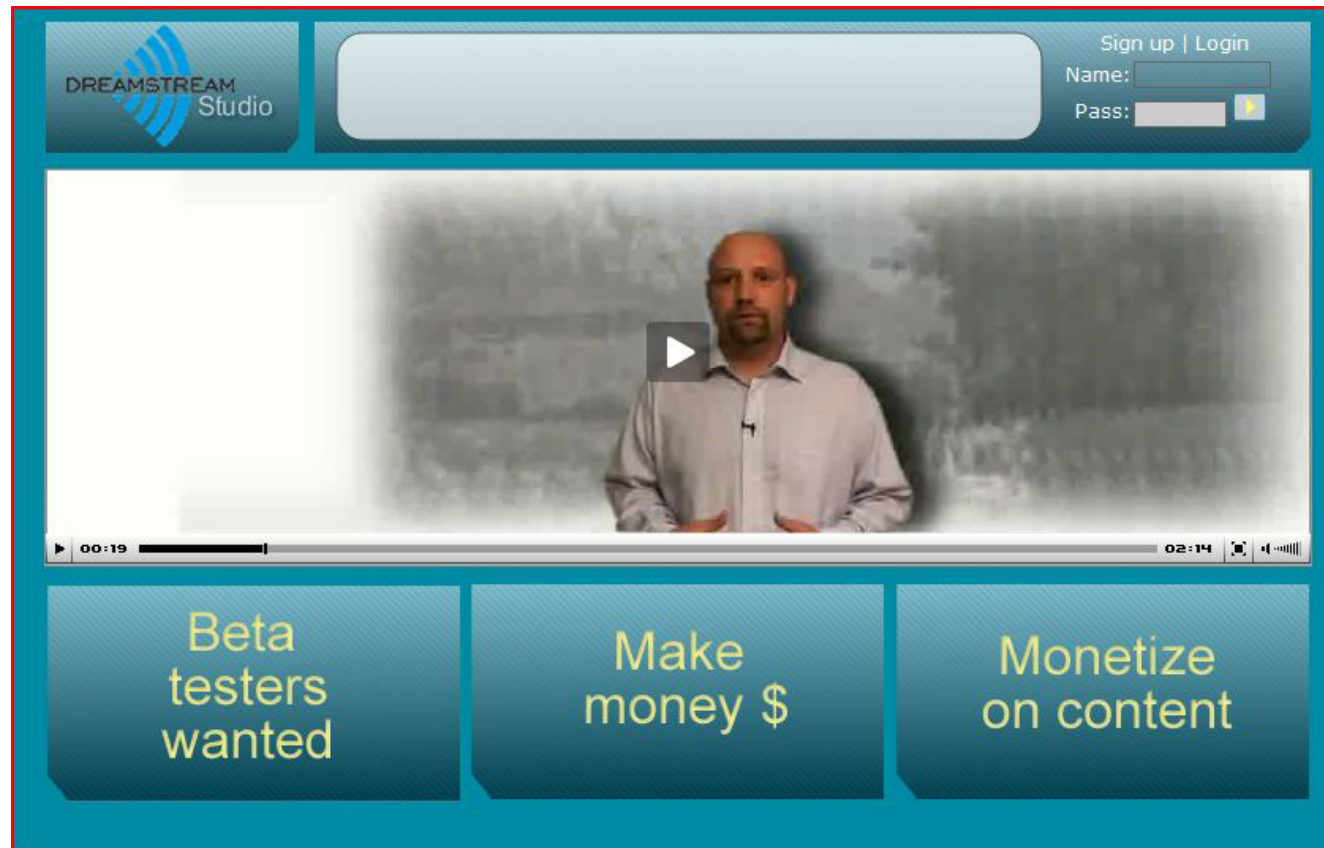 DREAMSTREAM
Studio
Sign up | Login
Name:
Pass:
00:19
02:14
Beta
testers
wanted
Make
money $
Monetize
on content